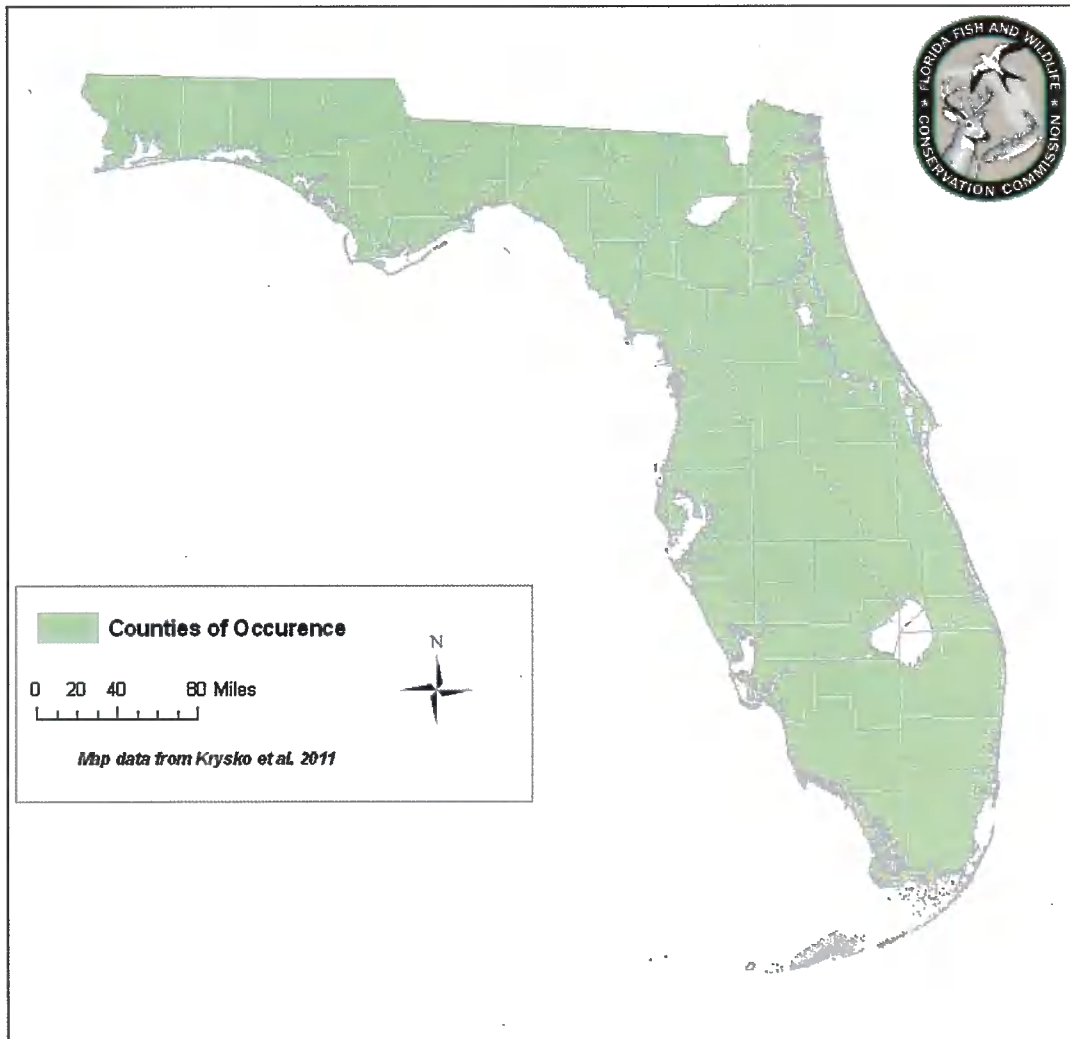 ★ FLORIDA FISH AND WILDLIFE ★
CONSERVATION COMMISSION
Counties of Occurence
N
0 20 40 80 Miles
Map data from Krysko et al. 2011